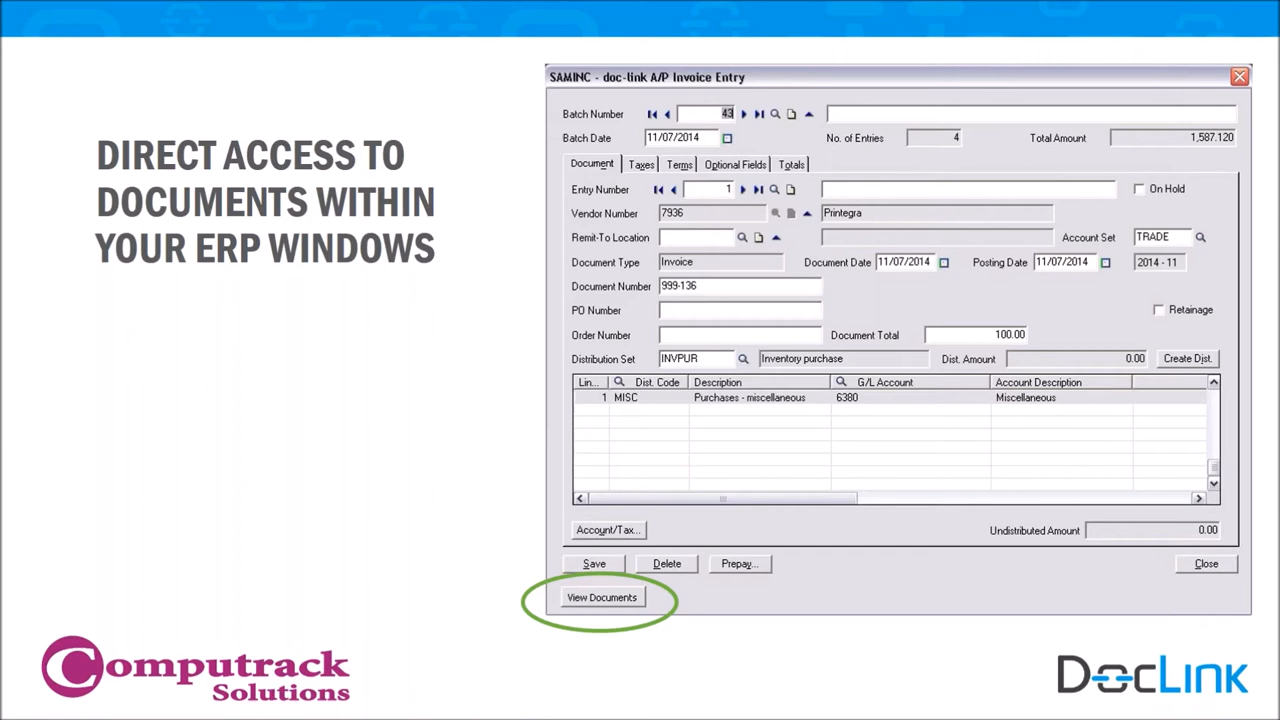 DIRECT ACCESS TO
DOCUMENTS WITHIN
YOUR ERP WINDOWS
SAMINC - doc-link A/P Invoice Entry
Batch Number 43
Batch Date 11/07/2014 No. of Entries 4 Total Amount 1,587.120
Document Taxes Terms Optional Fields Totals
Entry Number 1 On Hold
Vendor Number 7936 Printegra
Remit-To Location Account Set TRADE
Document Type Invoice Document Date 11/07/2014 Posting Date 11/07/2014 2014 - 11
Document Number 999-136
PO Number Retainage
Order Number Document Total 100.00
Distribution Set INVPUR Inventory purchase Dist. Amount 0.00 Create Dist.
Lin... Dist. Code Description G/L Account Account Description
1 MISC Purchases - miscellaneous 6380 Miscellaneous
Account/Tax... Undistributed Amount 0.00
Save Delete Prepay... Close
View Documents
Computrack
Solutions
DocLink